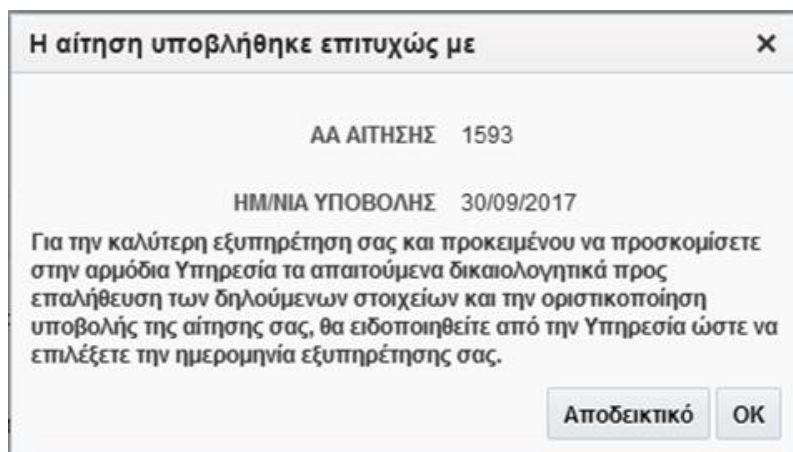 Η αίτηση υποβλήθηκε επιτυχώς με ×
ΑΑ ΑΙΤΗΣΗΣ 1593
ΗΜ/ΝΙΑ ΥΠΟΒΟΛΗΣ 30/09/2017
Για την καλύτερη εξυπηρέτηση σας και προκειμένου να προσκομίσετε
στην αρμόδια Υπηρεσία τα απαιτούμενα δικαιολογητικά προς
επαλήθευση των δηλούμενων στοιχείων και την οριστικοποίηση
υποβολής της αίτησης σας, θα ειδοποιηθείτε από την Υπηρεσία ώστε να
επιλέξετε την ημερομηνία εξυπηρέτησης σας.
Αποδεικτικό OK